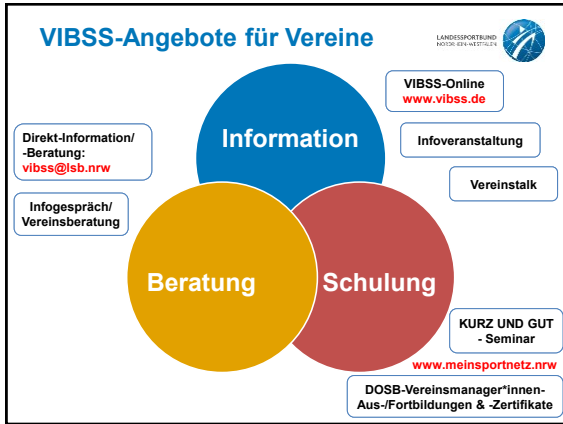 VIBSS-Angebote für Vereine
LANDESSPORTBUND
NORDRHEIN-WESTFALEN
VIBSS-Online
www.vibss.de
Information
Direkt-Information/
-Beratung:
vibss@lsb.nrw
Infoveranstaltung
Vereinstalk
Infogespräch/
Vereinsberatung
Beratung
Schulung
KURZ UND GUT
- Seminar
www.meinsportnetz.nrw
DOSB-Vereinsmanager*innen-
Aus-/Fortbildungen & -Zertifikate